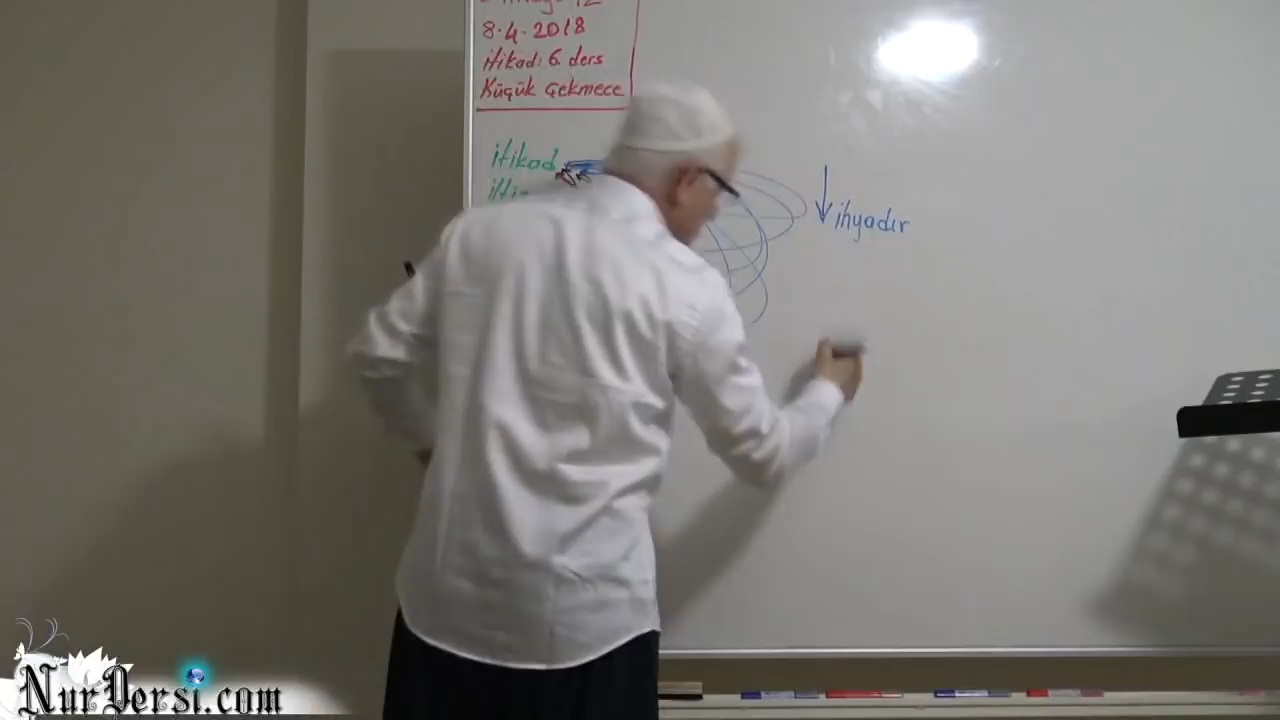 8.4.2018
itikad: 6. ders
Küçük Çekmece
itikad
ihyadır
NurDersi.com